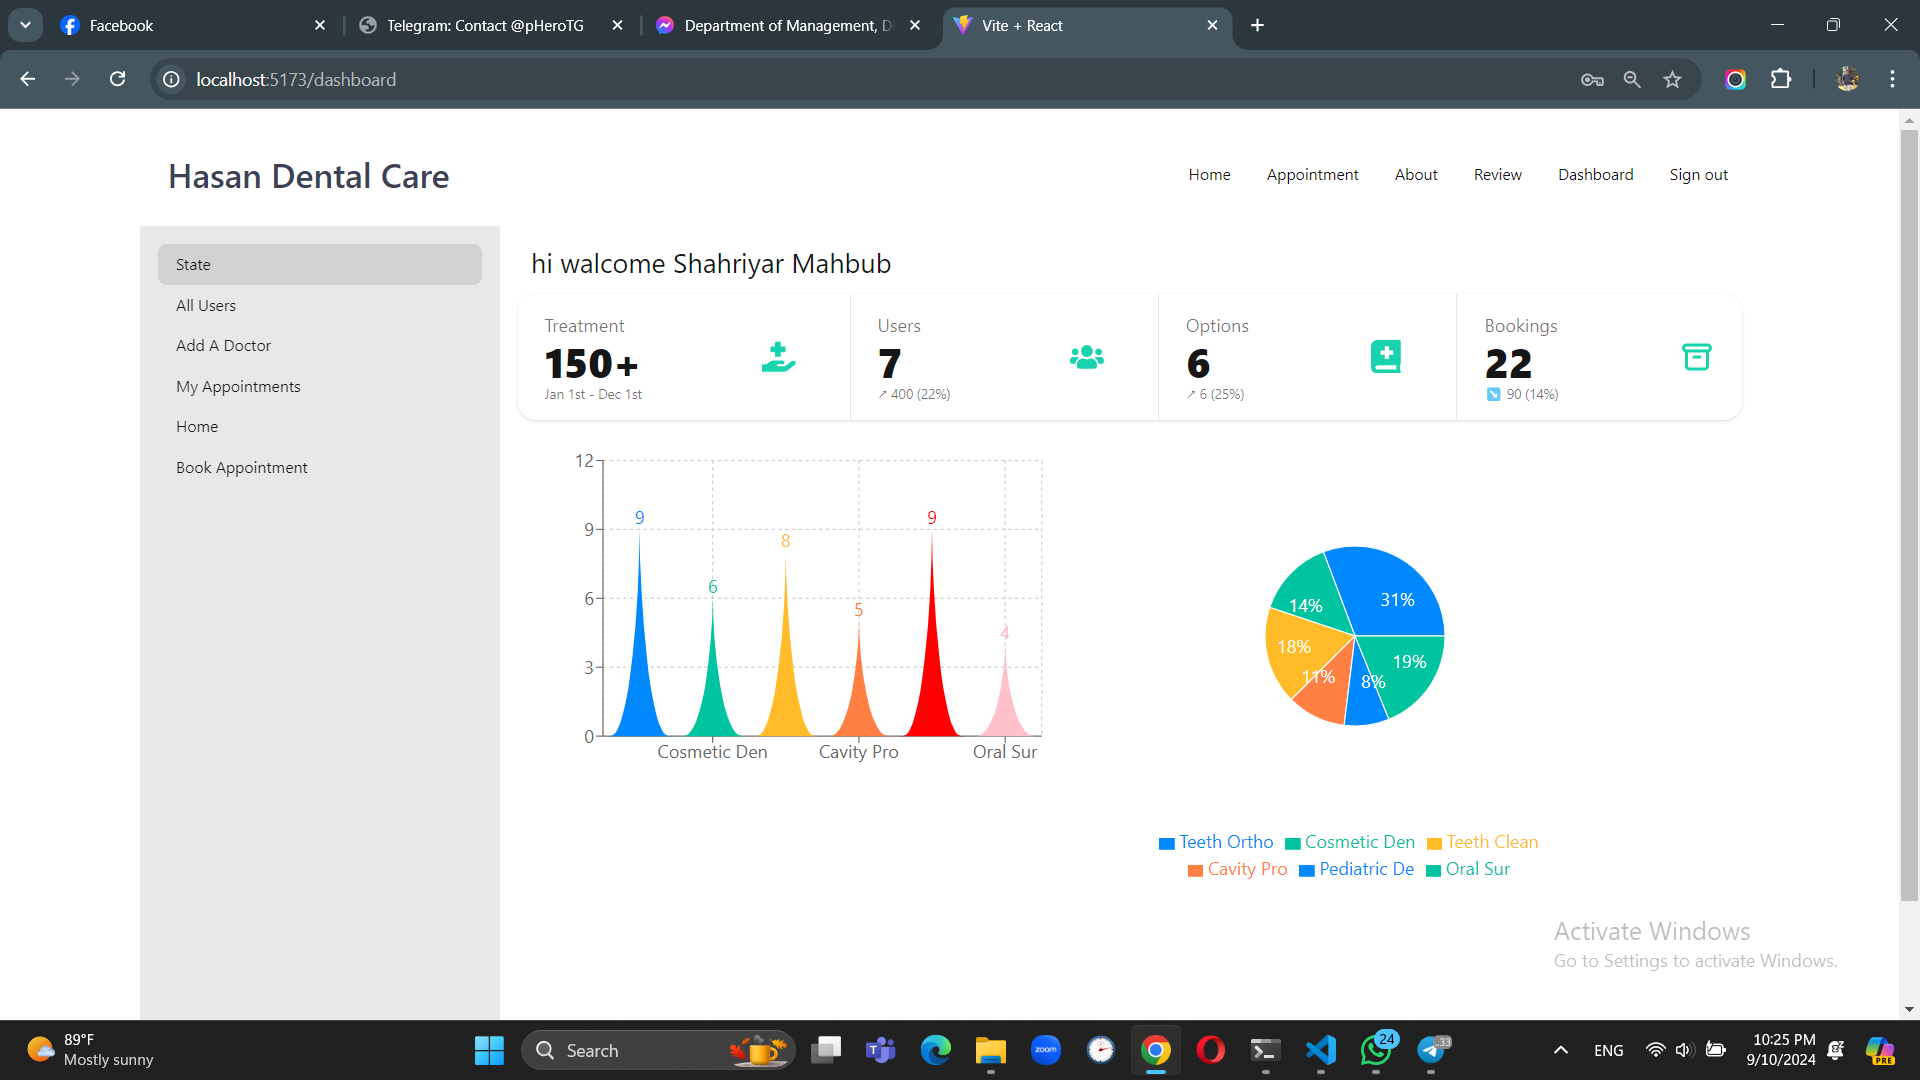 Facebook
Telegram: Contact @pHeroTG
Department of Management, D
Vite + React
localhost:5173/dashboard
Hasan Dental Care
Home
Appointment
About
Review
Dashboard
Sign out
State
All Users
Add A Doctor
My Appointments
Home
Book Appointment
hi walcome Shahriyar Mahbub
Treatment
150+
Jan 1st - Dec 1st
Users
7
↗︎ 400 (22%)
Options
6
↗︎ 6 (25%)
Bookings
22
↘️ 90 (14%)
12
9
6
3
0
9
6
8
5
9
4
Cosmetic Den
Cavity Pro
Oral Sur
31%
14%
18%
11%
8%
19%
Teeth Ortho Cosmetic Den Teeth Clean
Cavity Pro Pediatric De Oral Sur
Activate Windows
Go to Settings to activate Windows.
89°F
Mostly sunny
Search
zoom
24
33
ENG
10:25 PM
9/10/2024
PRE